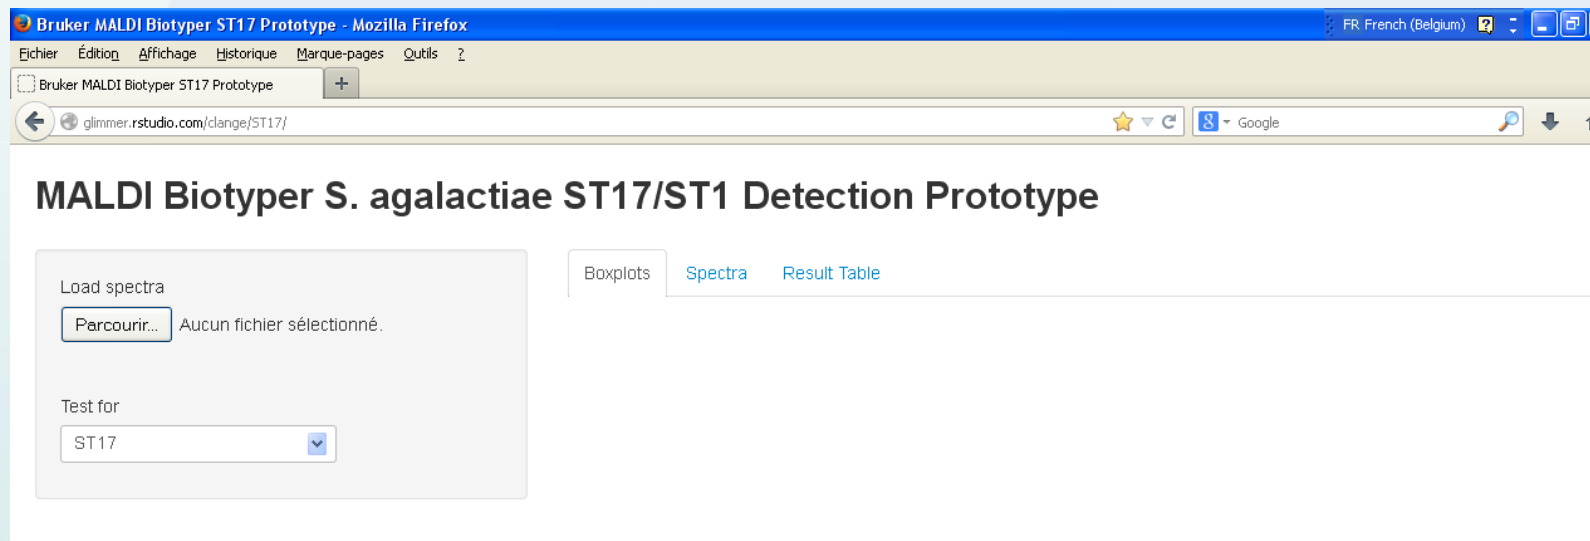 Bruker MALDI Biotyper ST17 Prototype - Mozilla Firefox
FR French (Belgium)
Fichier Édition Affichage Historique Marque-pages Outils ?
Bruker MALDI Biotyper ST17 Prototype +
glimmer.rstudio.com/clange/ST17/
8 Google
MALDI Biotyper S. agalactiae ST17/ST1 Detection Prototype
Load spectra
Parcourir... Aucun fichier sélectionné.
Test for
ST17
Boxplots Spectra Result Table